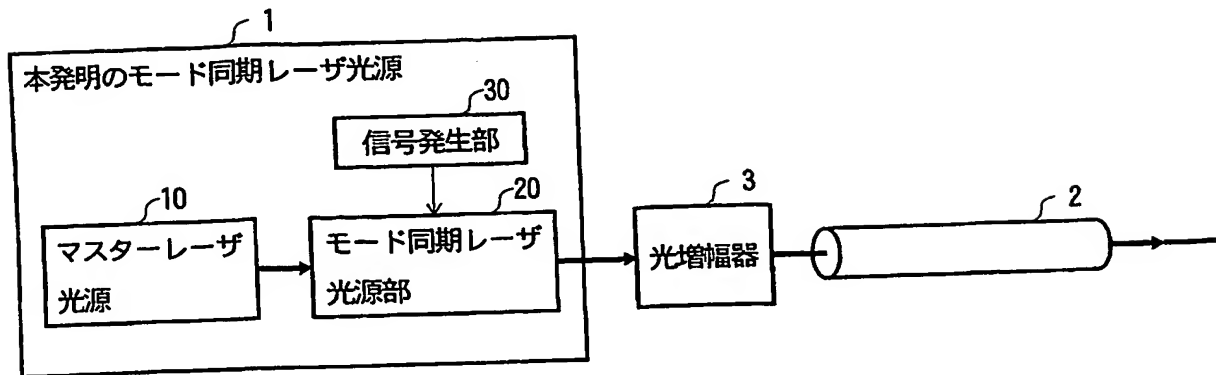 1
本発明のモード同期レーザ光源
30
信号発生部
10
マスターレーザ
光源
20
モード同期レーザ
光源部
3
光増幅器
2